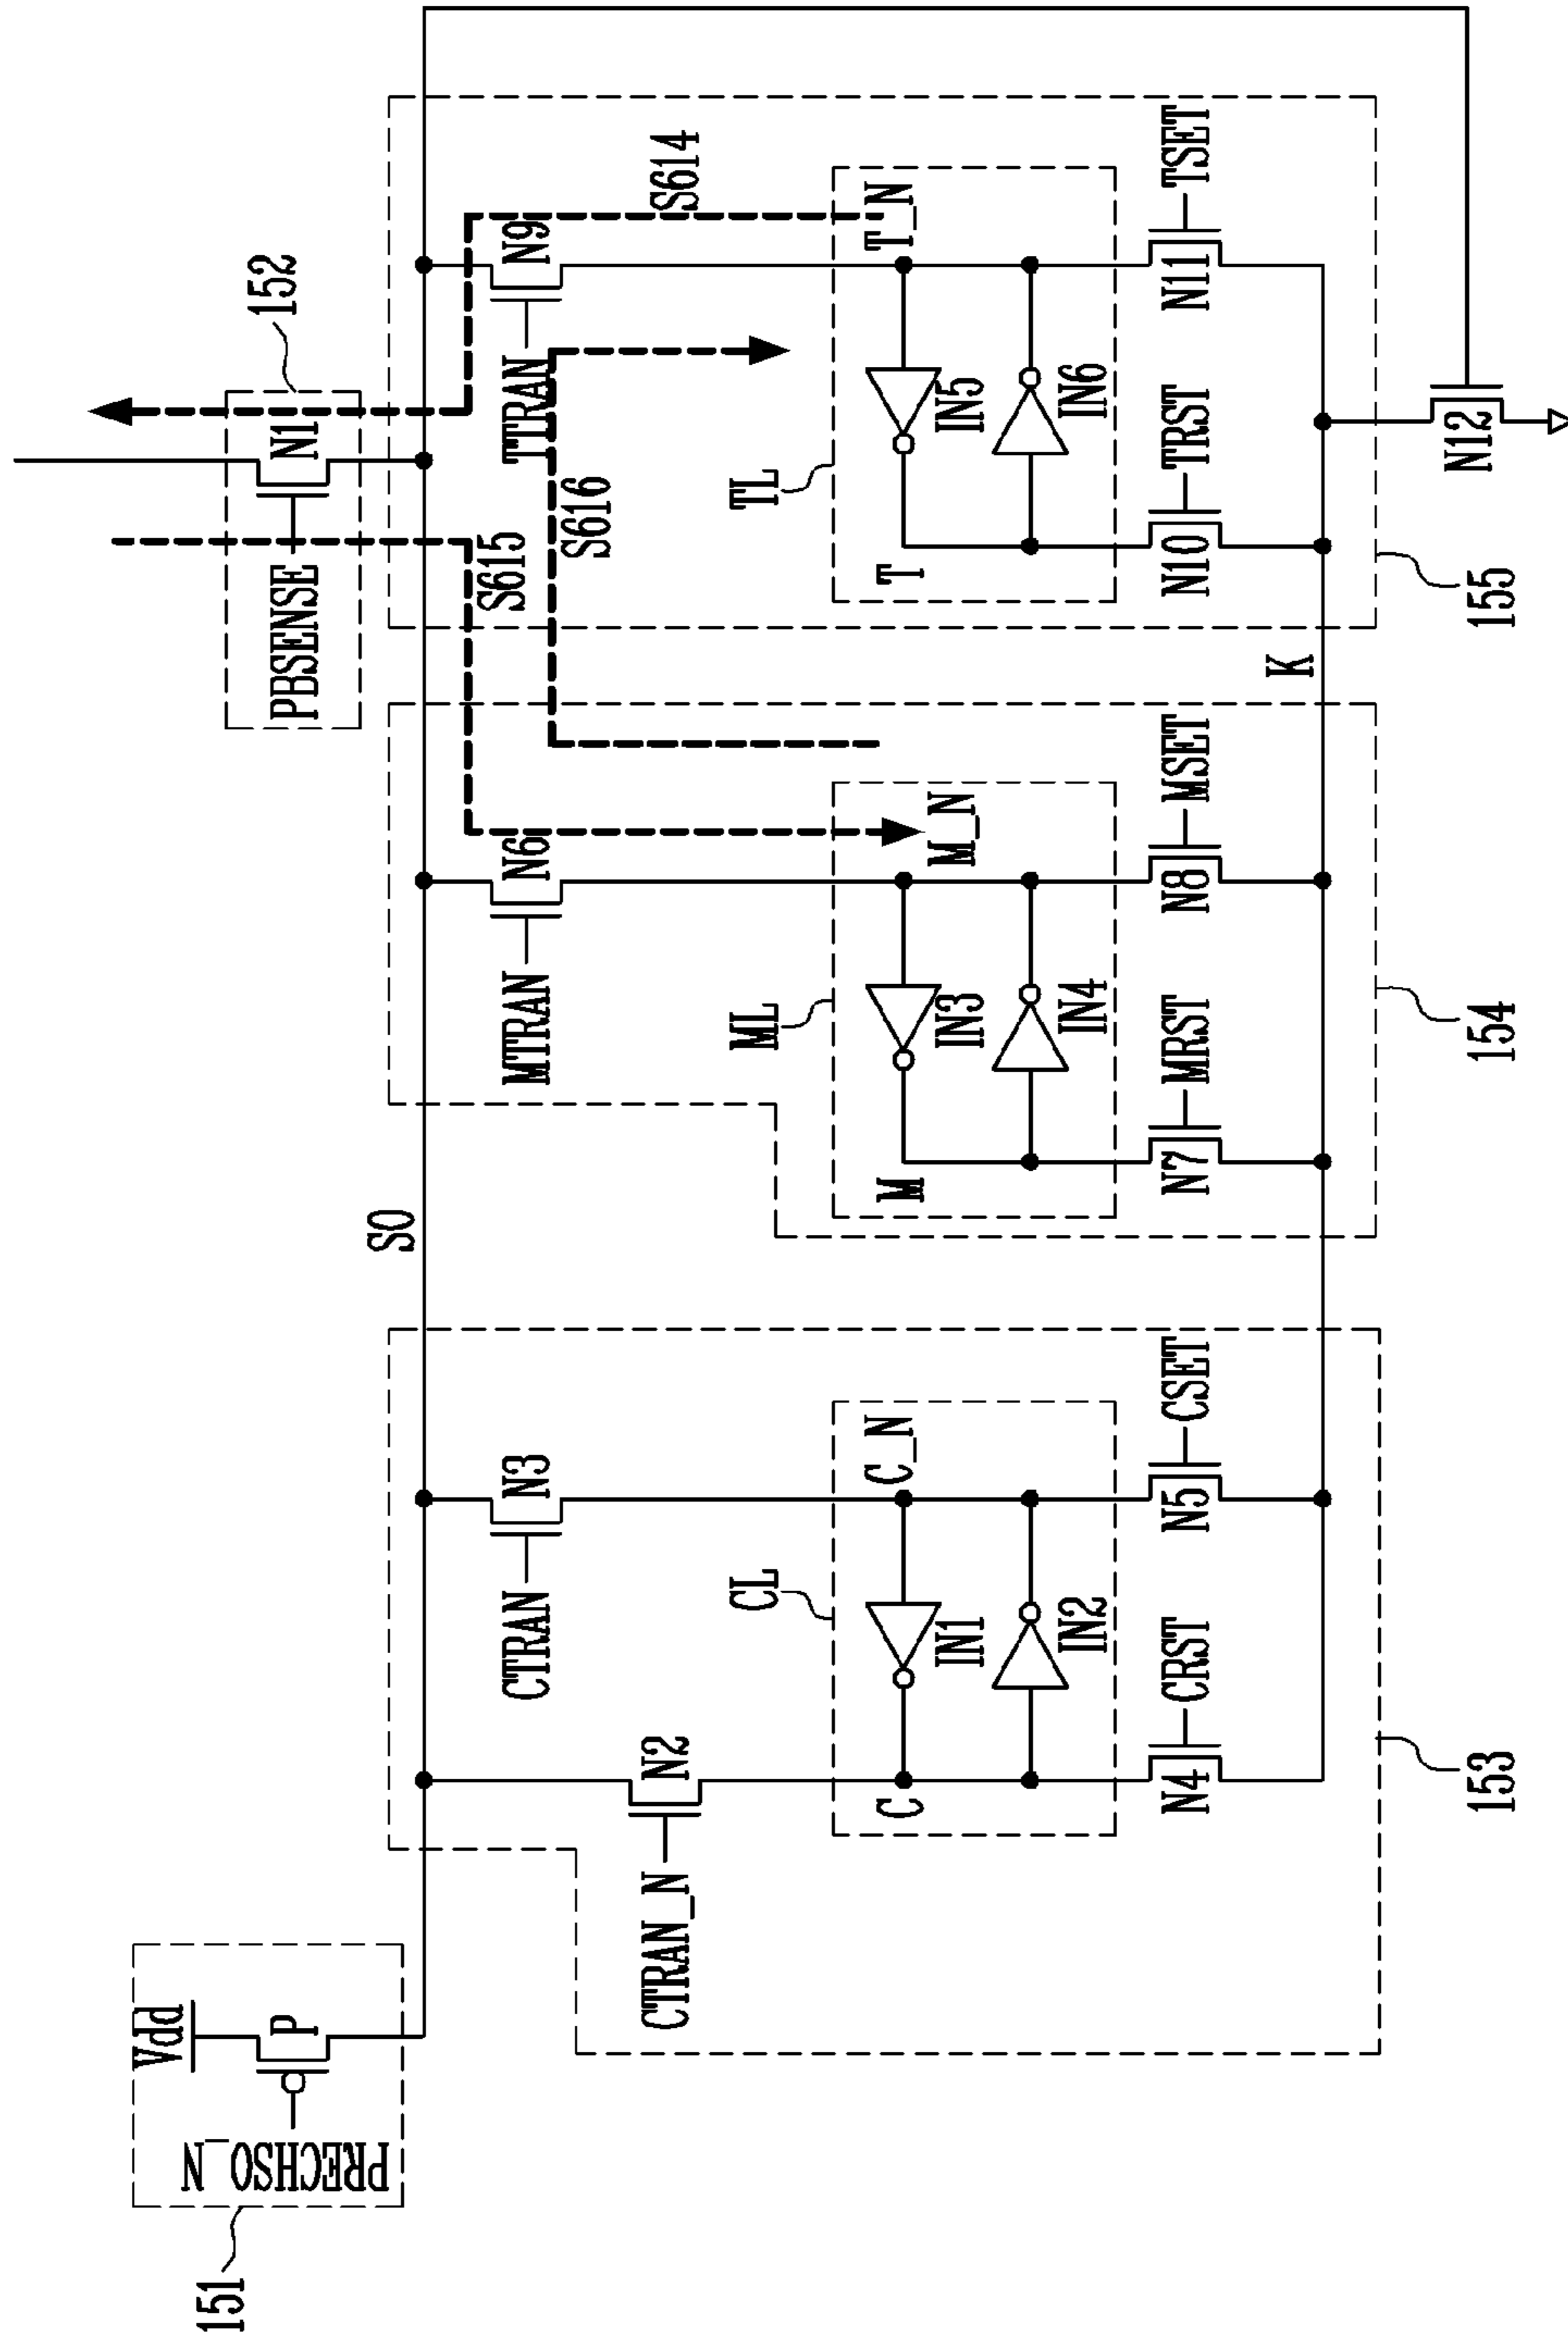 151
PRECHSO_N
P
Vdd
152
PBSENSE
N1
SO
S614
S615
S616
153
CTRAN_N
N2
CTRAN
N3
CL
C
C_N
IN1
IN2
N4
CRST
N5
CSET
154
MTRAN
N6
ML
M
M_N
IN3
IN4
N7
MRST
N8
MSET
155
TTRAN
N9
TL
T
T_N
IN5
IN6
N10
TRST
N11
TSET
K
N12